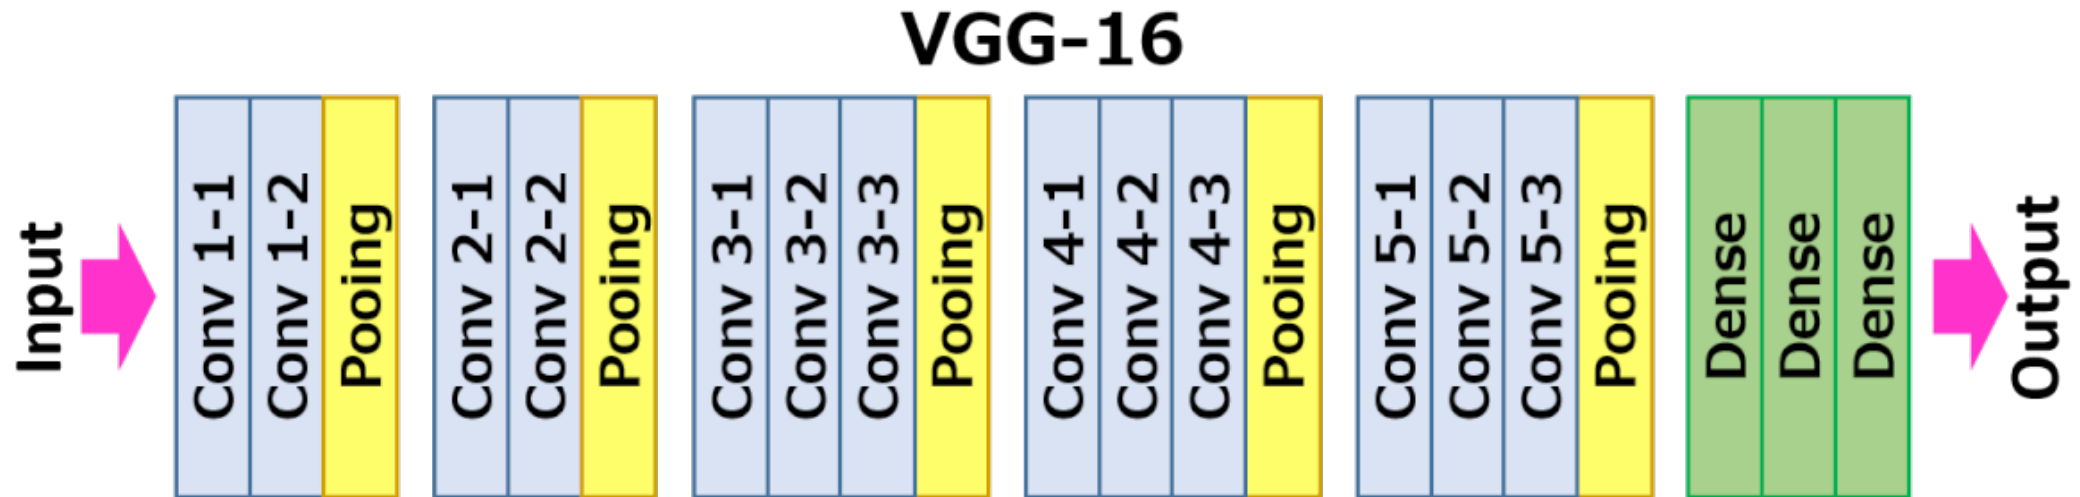 VGG-16
Input
Conv 1-1
Conv 1-2
Pooing
Conv 2-1
Conv 2-2
Pooing
Conv 3-1
Conv 3-2
Conv 3-3
Pooing
Conv 4-1
Conv 4-2
Conv 4-3
Pooing
Conv 5-1
Conv 5-2
Conv 5-3
Pooing
Dense
Dense
Dense
Output